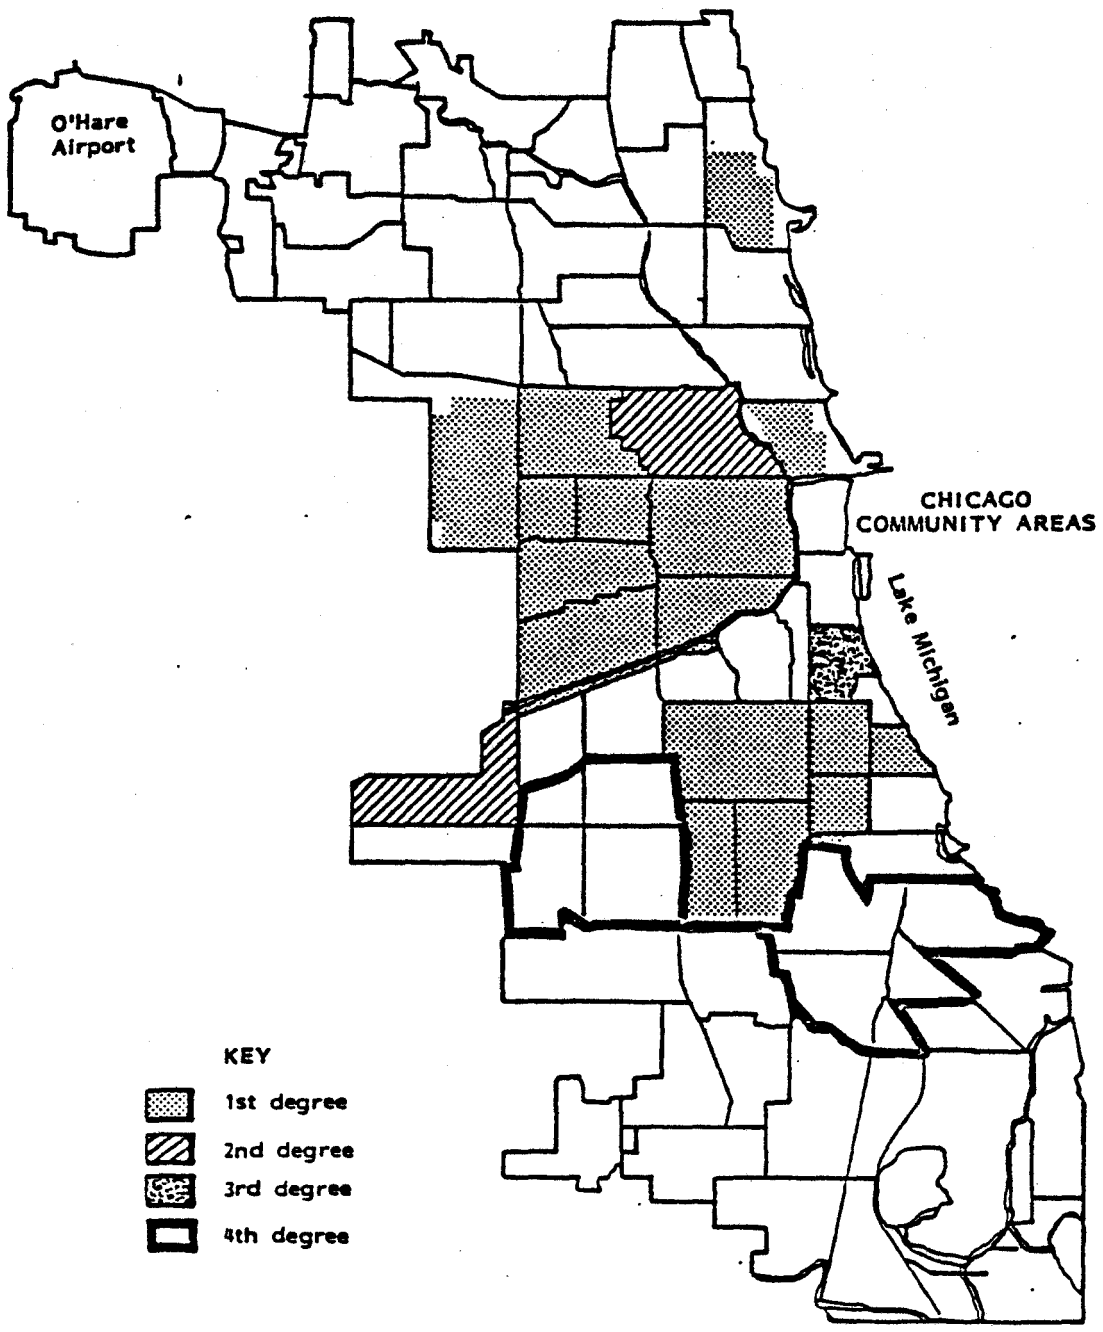 O'Hare
Airport
CHICAGO
COMMUNITY AREAS
Lake Michigan
KEY
1st degree
2nd degree
3rd degree
4th degree